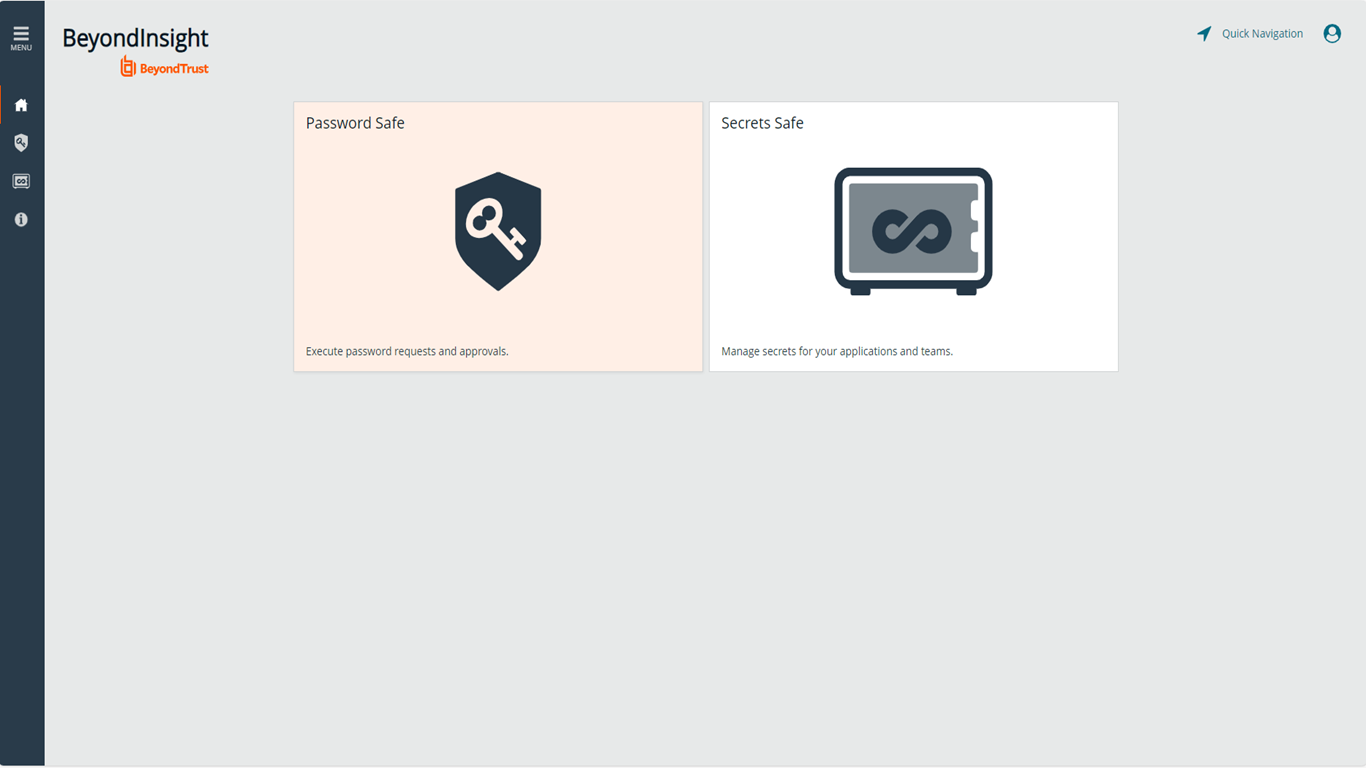 MENU
BeyondInsight
BeyondTrust
Quick Navigation
Password Safe
Secrets Safe
Execute password requests and approvals.
Manage secrets for your applications and teams.